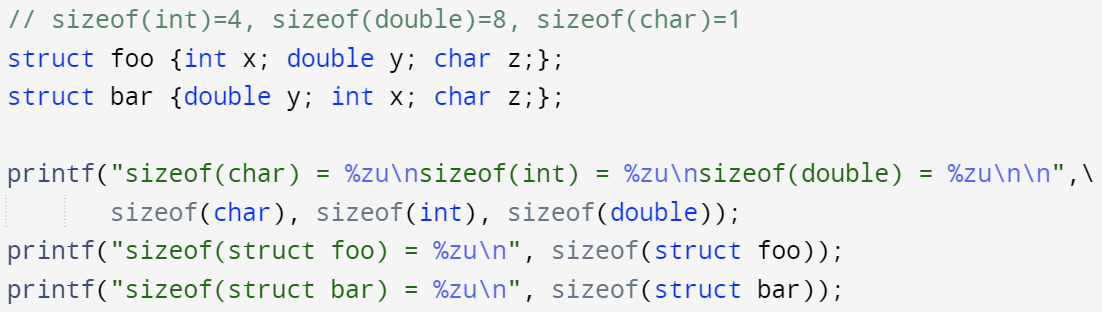 // sizeof(int)=4, sizeof(double)=8, sizeof(char)=1
struct foo {int x; double y; char z;};
struct bar {double y; int x; char z;};
printf("sizeof(char) = %zu\nsizeof(int) = %zu\nsizeof(double) = %zu\n\n",\
sizeof(char), sizeof(int), sizeof(double));
printf("sizeof(struct foo) = %zu\n", sizeof(struct foo));
printf("sizeof(struct bar) = %zu\n", sizeof(struct bar));